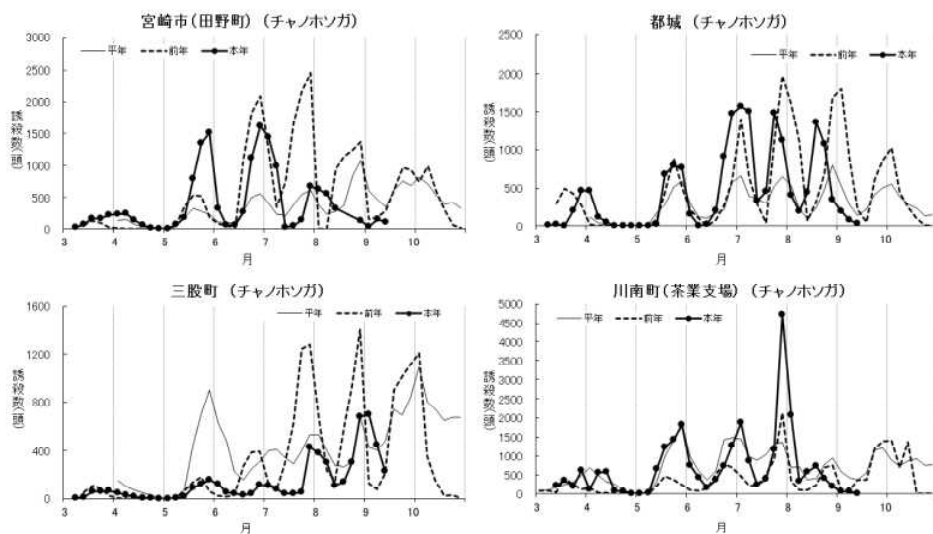 宮崎市(田野町) (チャノホソガ)
3000
2500
2000
1500
1000
500
0
誘殺数(頭)
平年 前年 本年
3 4 5 6 7 8 9 10
月
都城 (チャノホソガ)
2500
2000
1500
1000
500
0
誘殺数(頭)
平年 前年 本年
3 4 5 6 7 8 9 10
月
三股町 (チャノホソガ)
1600
1200
800
400
0
誘殺数(頭)
平年 前年 本年
3 4 5 6 7 8 9 10
月
川南町(茶業支場) (チャノホソガ)
5000
4500
4000
3500
3000
2500
2000
1500
1000
500
0
誘殺数(頭)
平年 前年 本年
3 4 5 6 7 8 9 10
月